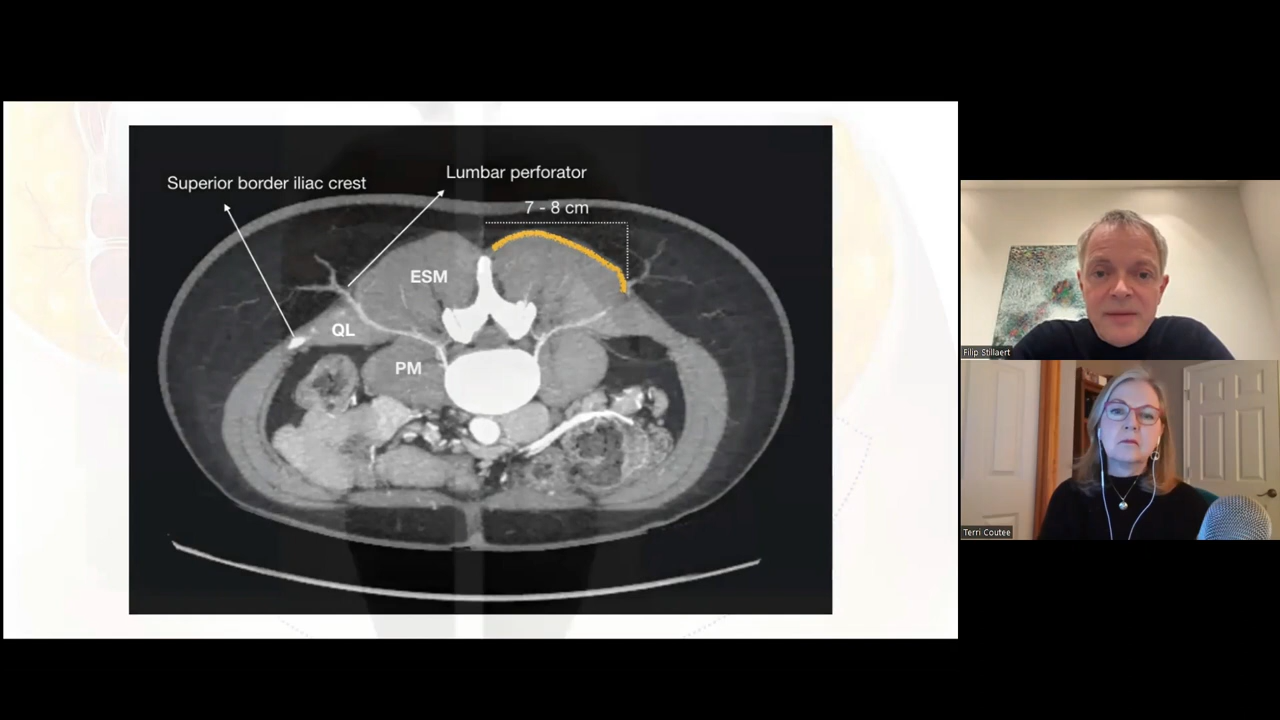 Superior border iliac crest
Lumbar perforator
7 - 8 cm
ESM
QL
PM
Filip Stillaert
Terri Coutee